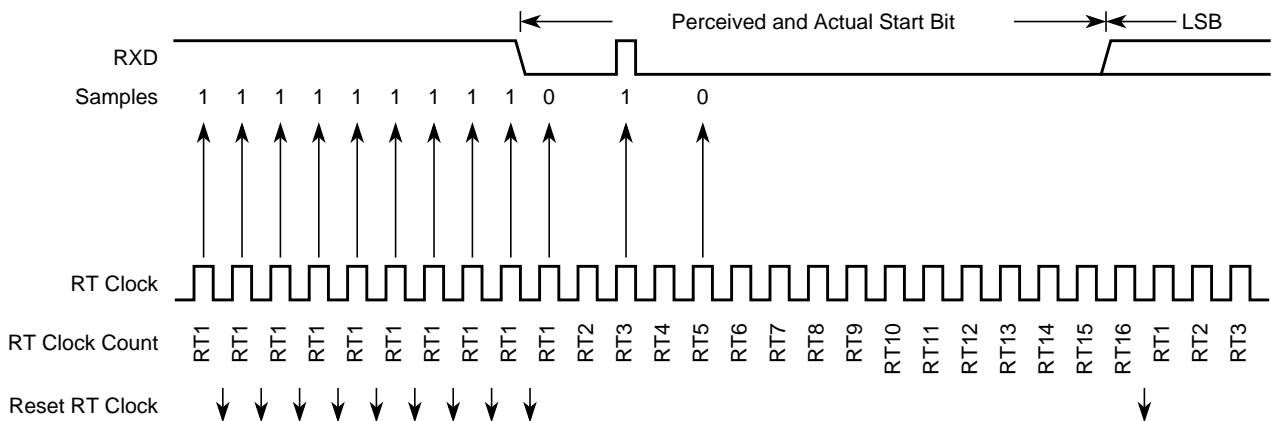 Perceived and Actual Start Bit LSB
RXD
Samples 1 1 1 1 1 1 1 1 1 0 1 0
RT Clock
RT Clock Count RT1 RT1 RT1 RT1 RT1 RT1 RT1 RT1 RT1 RT1 RT2 RT3 RT4 RT5 RT6 RT7 RT8 RT9 RT10 RT11 RT12 RT13 RT14 RT15 RT16 RT1 RT2 RT3
Reset RT Clock